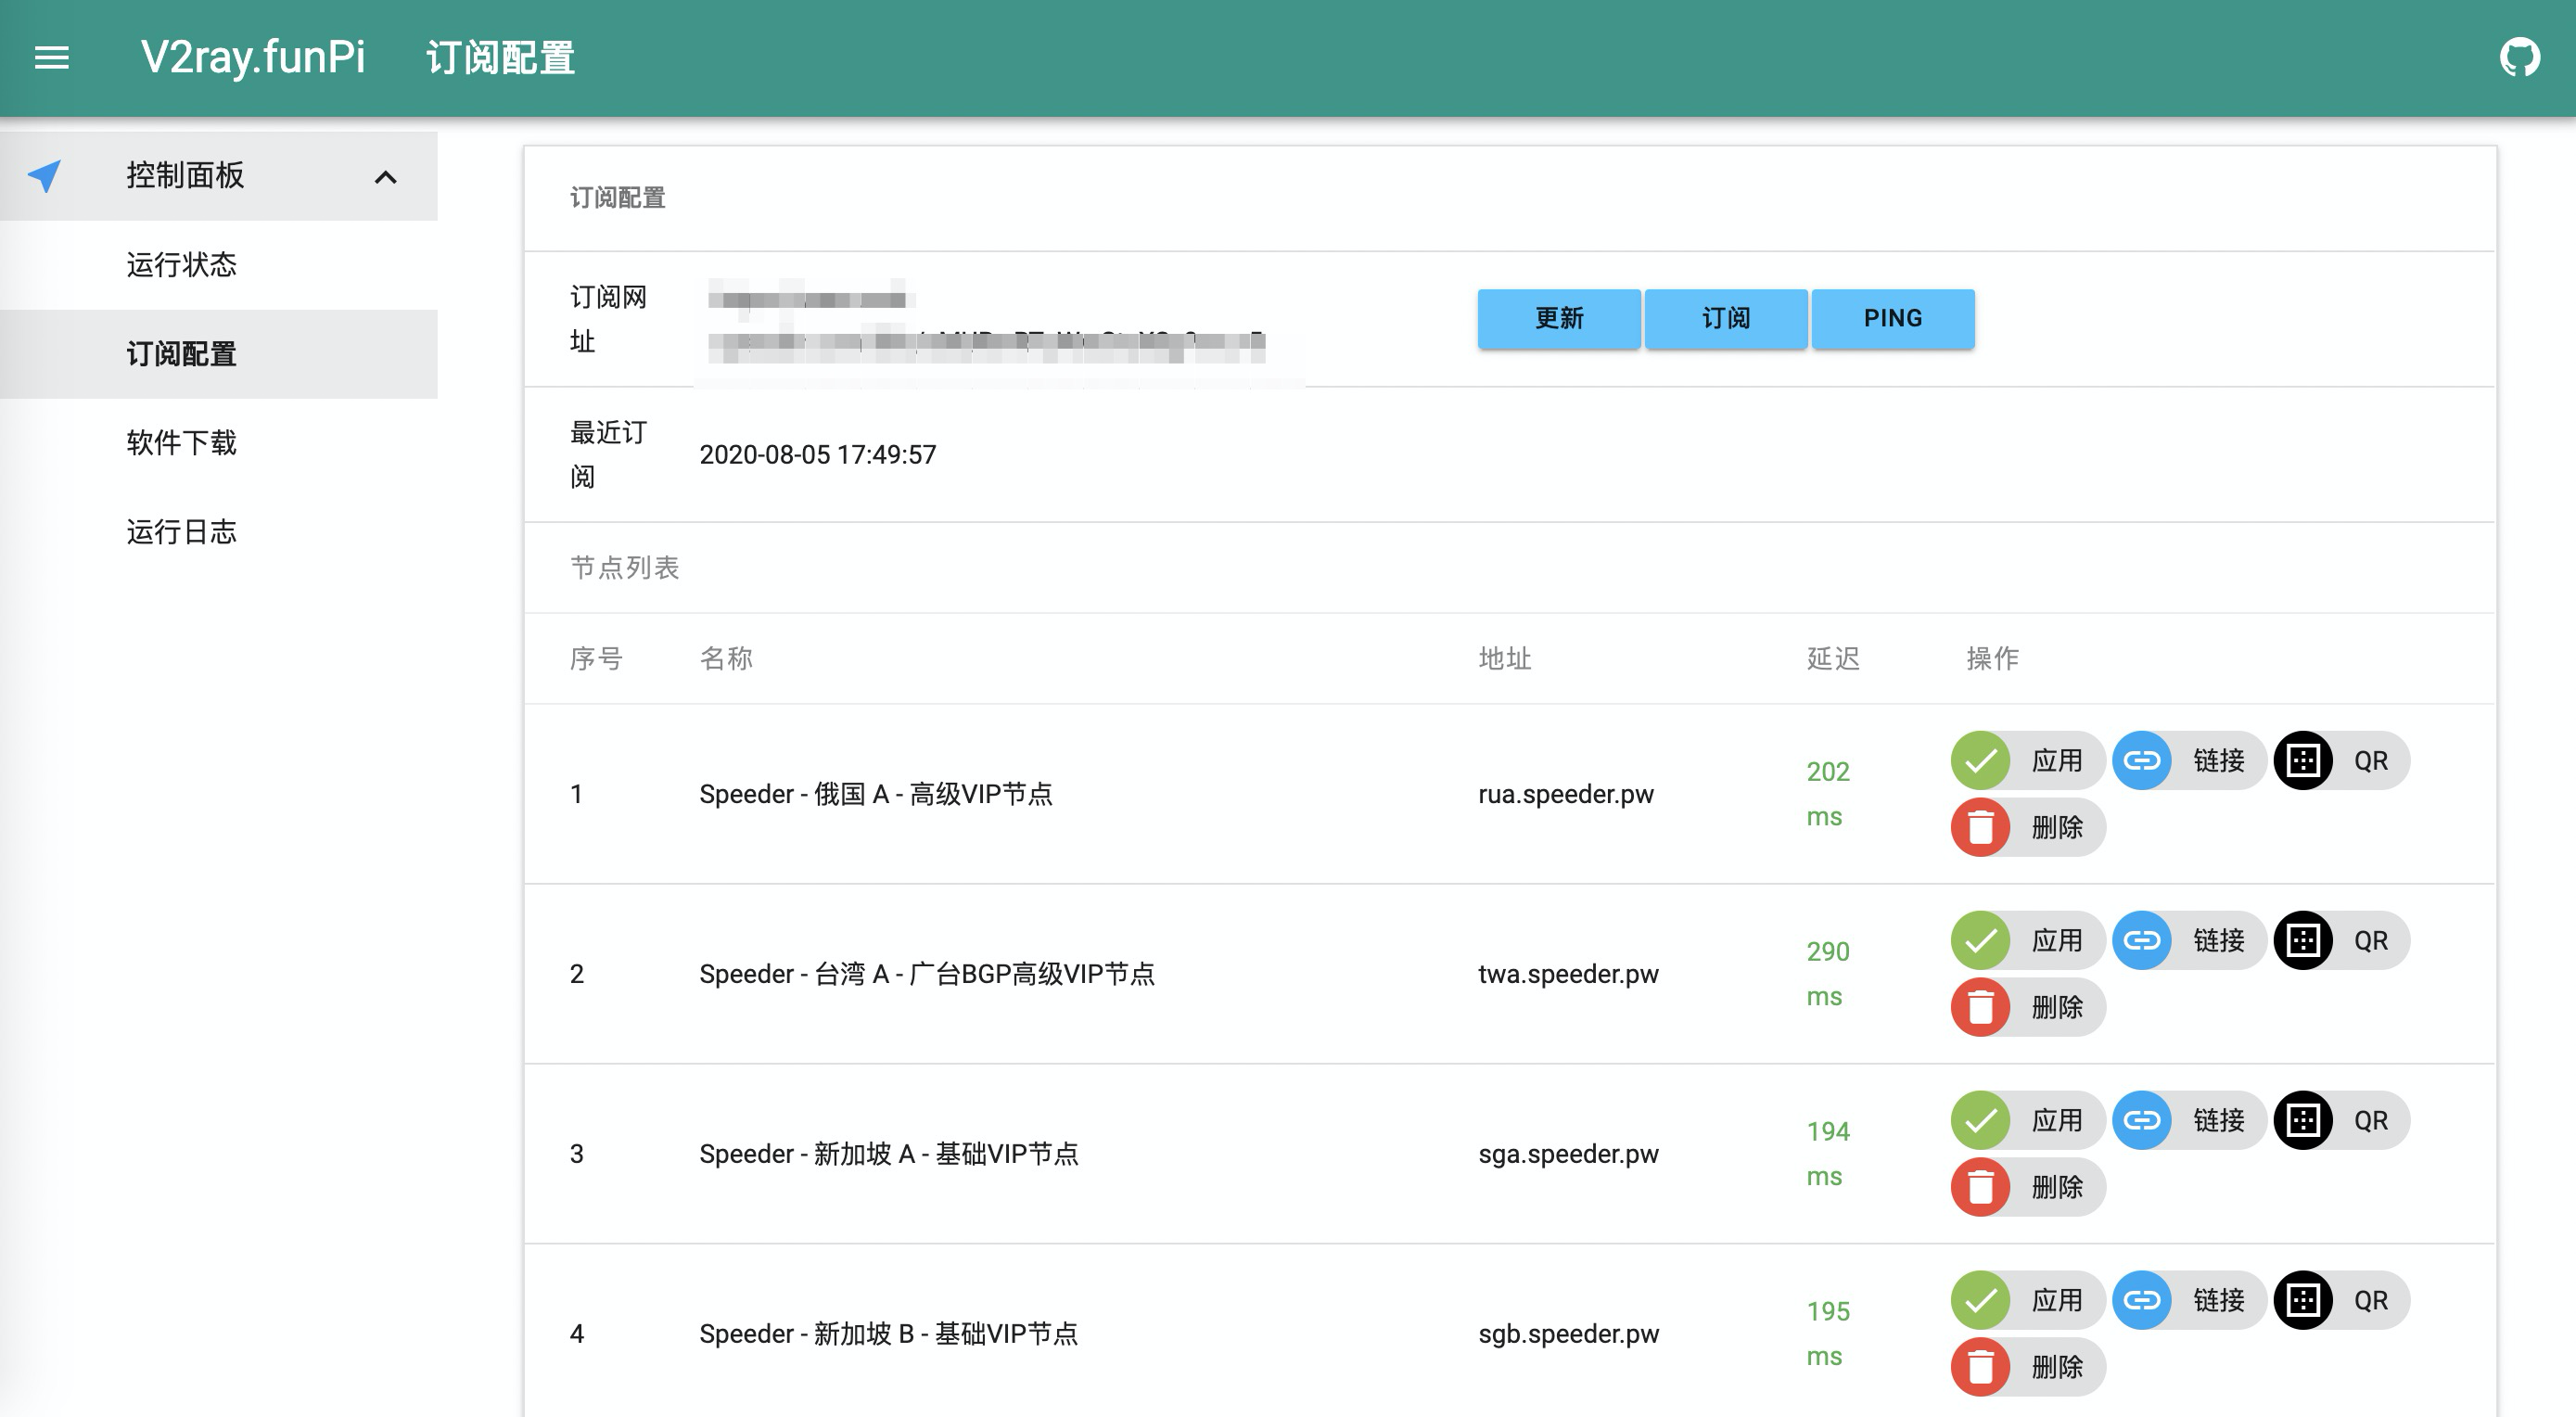 V2ray.funPi 订阅配置
控制面板
运行状态
订阅配置
软件下载
运行日志
订阅配置
订阅网
址
更新 订阅 PING
最近订
阅
2020-08-05 17:49:57
节点列表
序号 名称 地址 延迟 操作
1 Speeder - 俄国 A - 高级VIP节点 rua.speeder.pw 202
ms
应用 链接 QR
删除
2 Speeder - 台湾 A - 广台BGP高级VIP节点 twa.speeder.pw 290
ms
应用 链接 QR
删除
3 Speeder - 新加坡 A - 基础VIP节点 sga.speeder.pw 194
ms
应用 链接 QR
删除
4 Speeder - 新加坡 B - 基础VIP节点 sgb.speeder.pw 195
ms
应用 链接 QR
删除